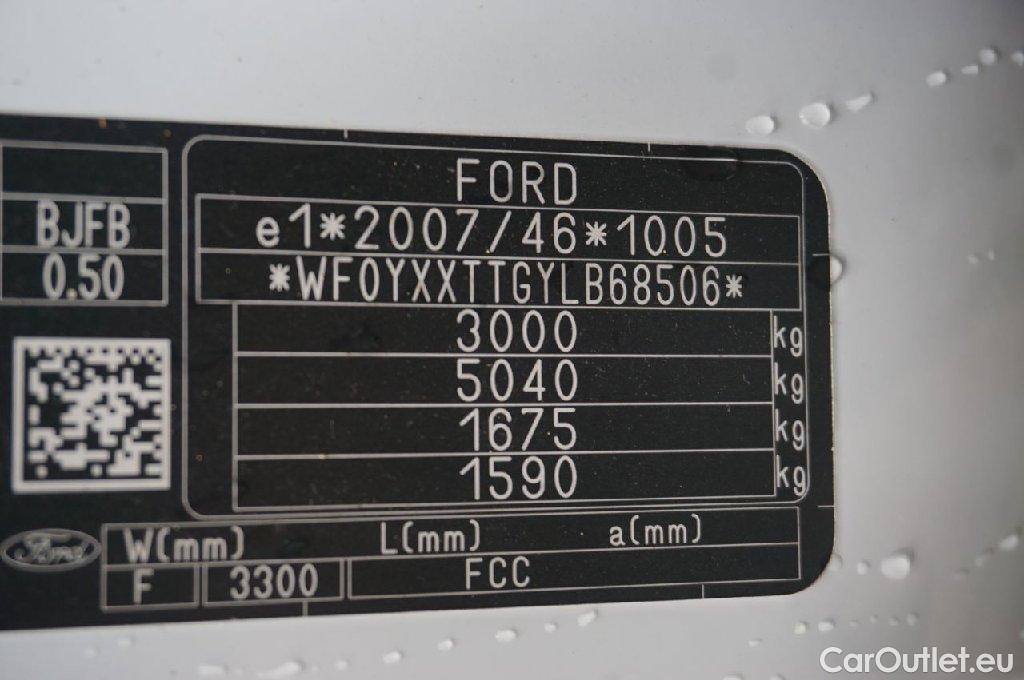 FORD
e1*2007/46*1005
*WF0YXXTTGYLB68506*
3000 kg
5040 kg
1675 kg
1590 kg
BJFB
0.50
Ford
W(mm) L(mm) a(mm)
F 3300 FCC
CarOutlet.eu